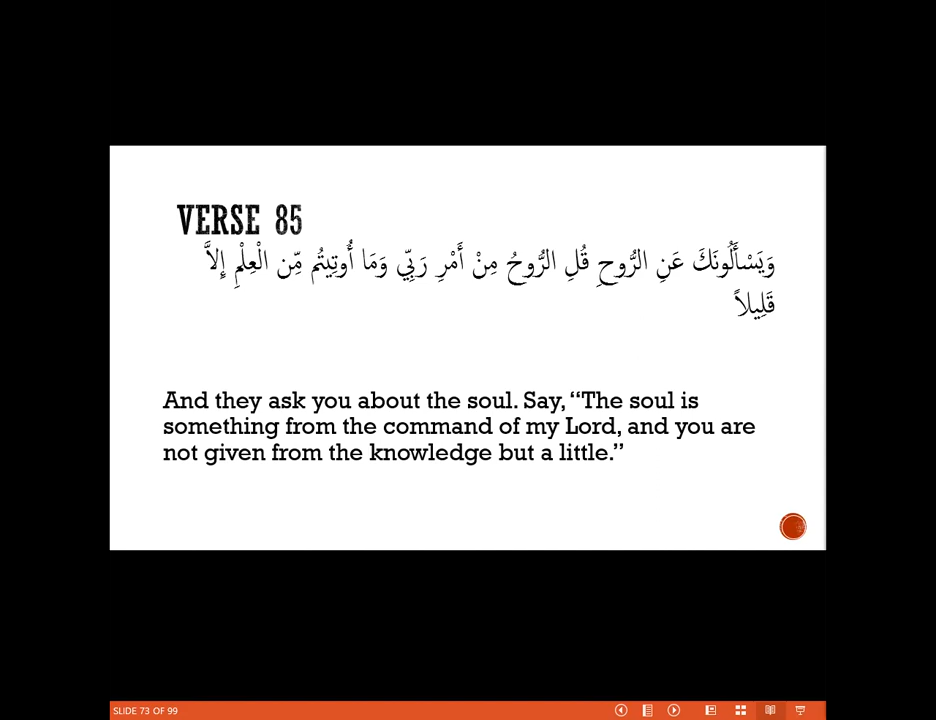 VERSE 85
وَيَسْأَلُونَكَ عَنِ الرُّوحِ قُلِ الرُّوحُ مِنْ أَمْرِ رَبِّي وَمَا أُوتِيتُم مِّن الْعِلْمِ إِلاَّ
قَلِيلاً
And they ask you about the soul. Say, “The soul is
something from the command of my Lord, and you are
not given from the knowledge but a little.”
SLIDE 73 OF 99